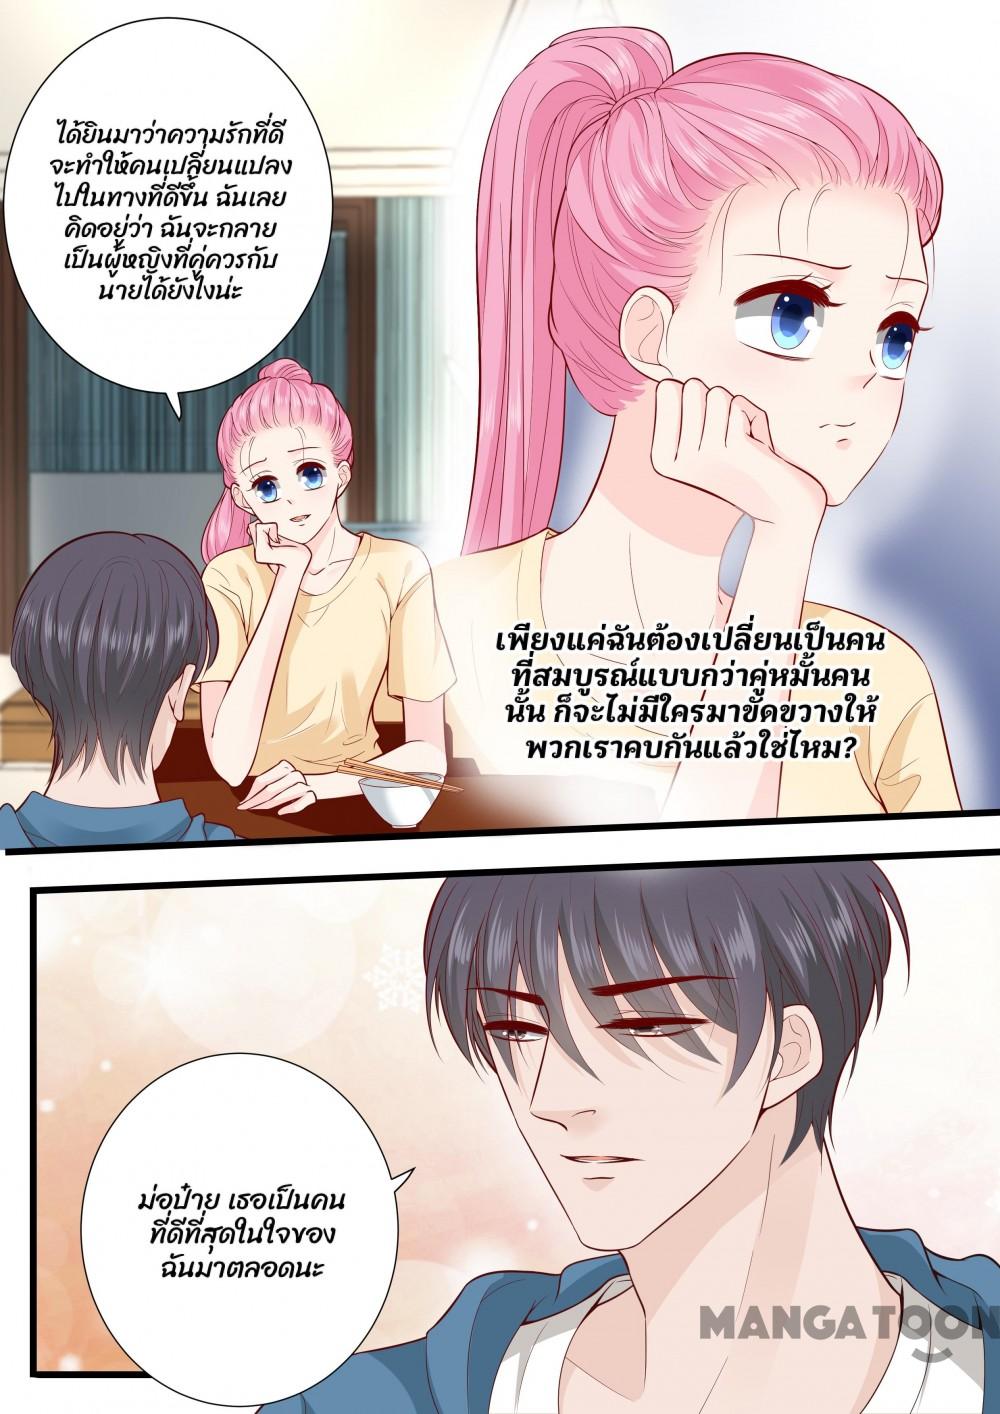 ได้ยินมาว่าความรักที่ดี
จะทำให้คนเปลี่ยนแปลง
ไปในทางที่ดีขึ้น ฉันเลย
คิดอยู่ว่า ฉันจะกลาย
เป็นผู้หญิงที่คู่ควรกับ
นายได้ยังไงน่ะ
เพียงแค่ฉันต้องเปลี่ยนเป็นคน
ที่สมบูรณ์แบบกว่าคู่หมั้นคน
นั้น ก็จะไม่มีใครมาขัดขวางให้
พวกเราคบกันแล้วใช่ไหม?
ม่อป๋าย เธอเป็นคน
ที่ดีที่สุดในใจของ
ฉันมาตลอดนะ
MANGATOON